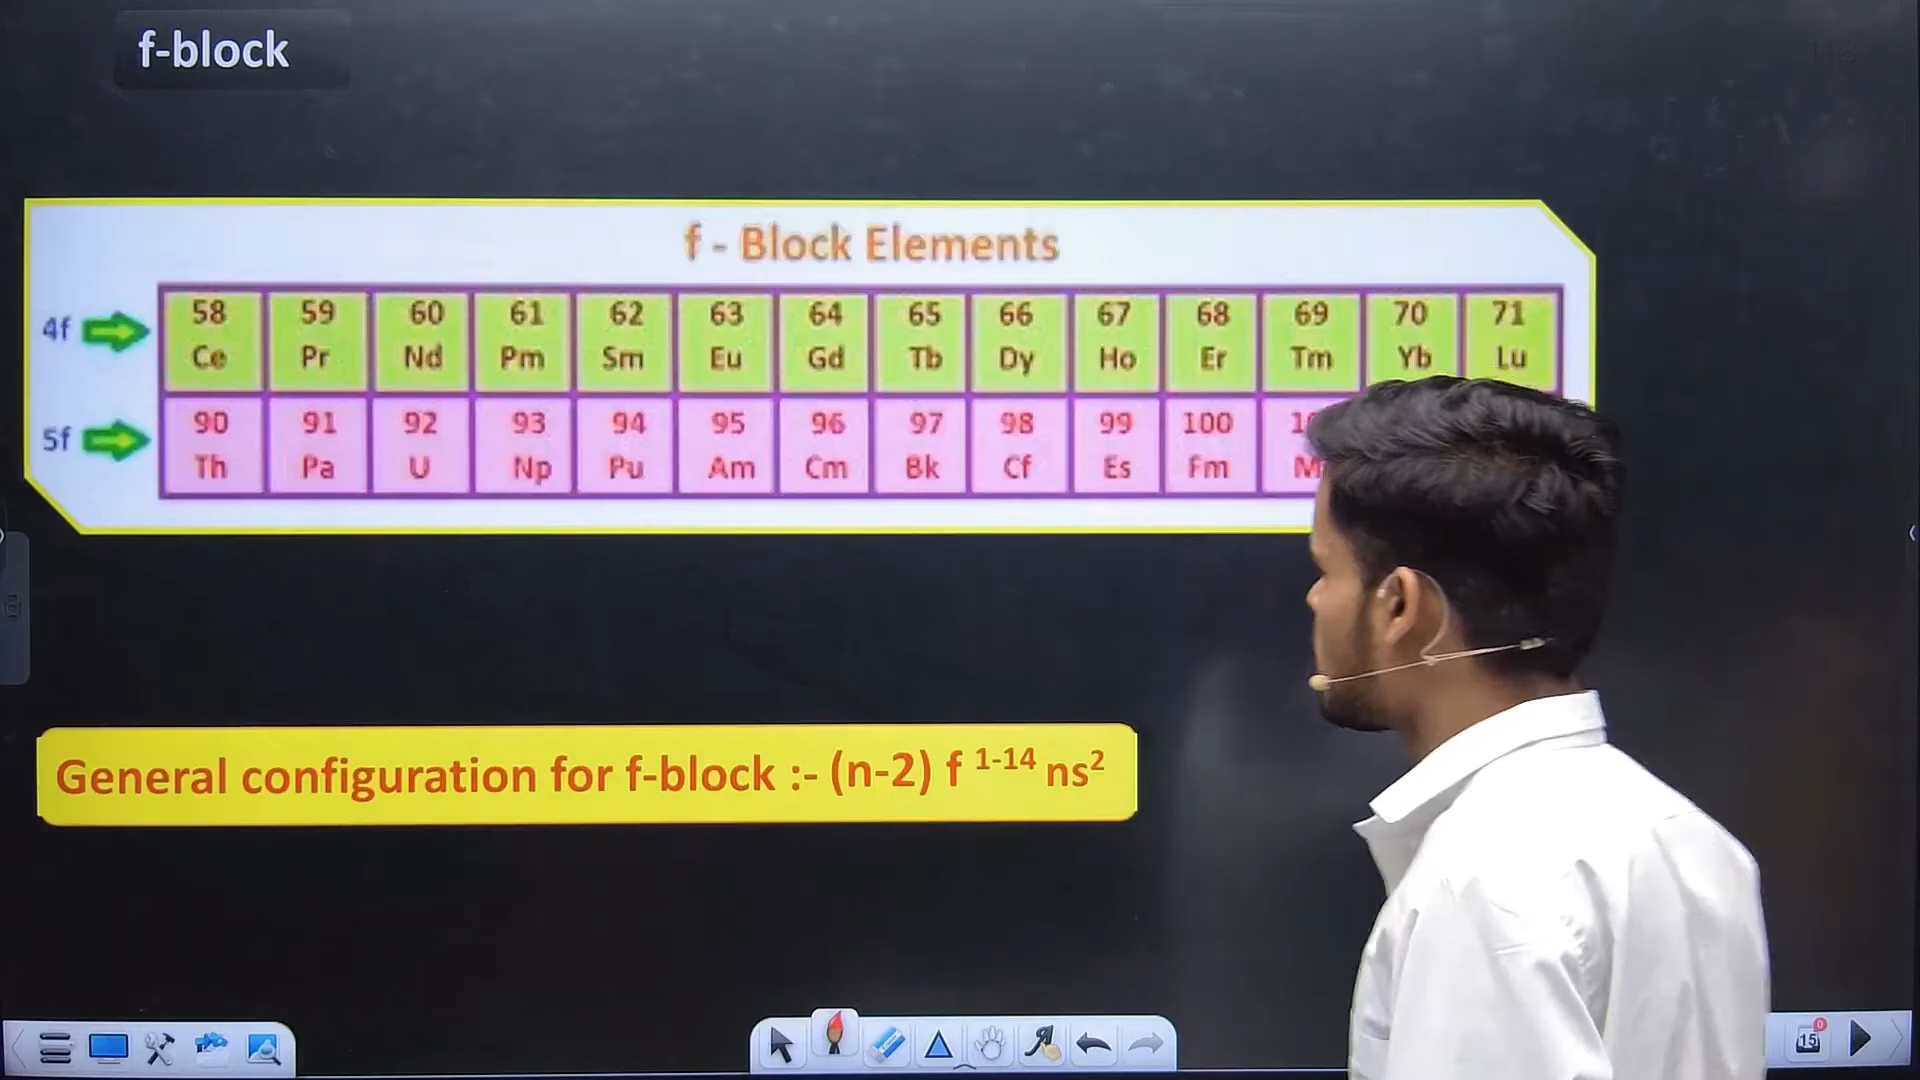 f-block
f - Block Elements
4f 58 59 60 61 62 63 64 65 66 67 68 69 70 71
Ce Pr Nd Pm Sm Eu Gd Tb Dy Ho Er Tm Yb Lu
5f 90 91 92 93 94 95 96 97 98 99 100
Th Pa U Np Pu Am Cm Bk Cf Es Fm
General configuration for f-block :- (n-2) f ¹⁻¹⁴ ns²
15
0